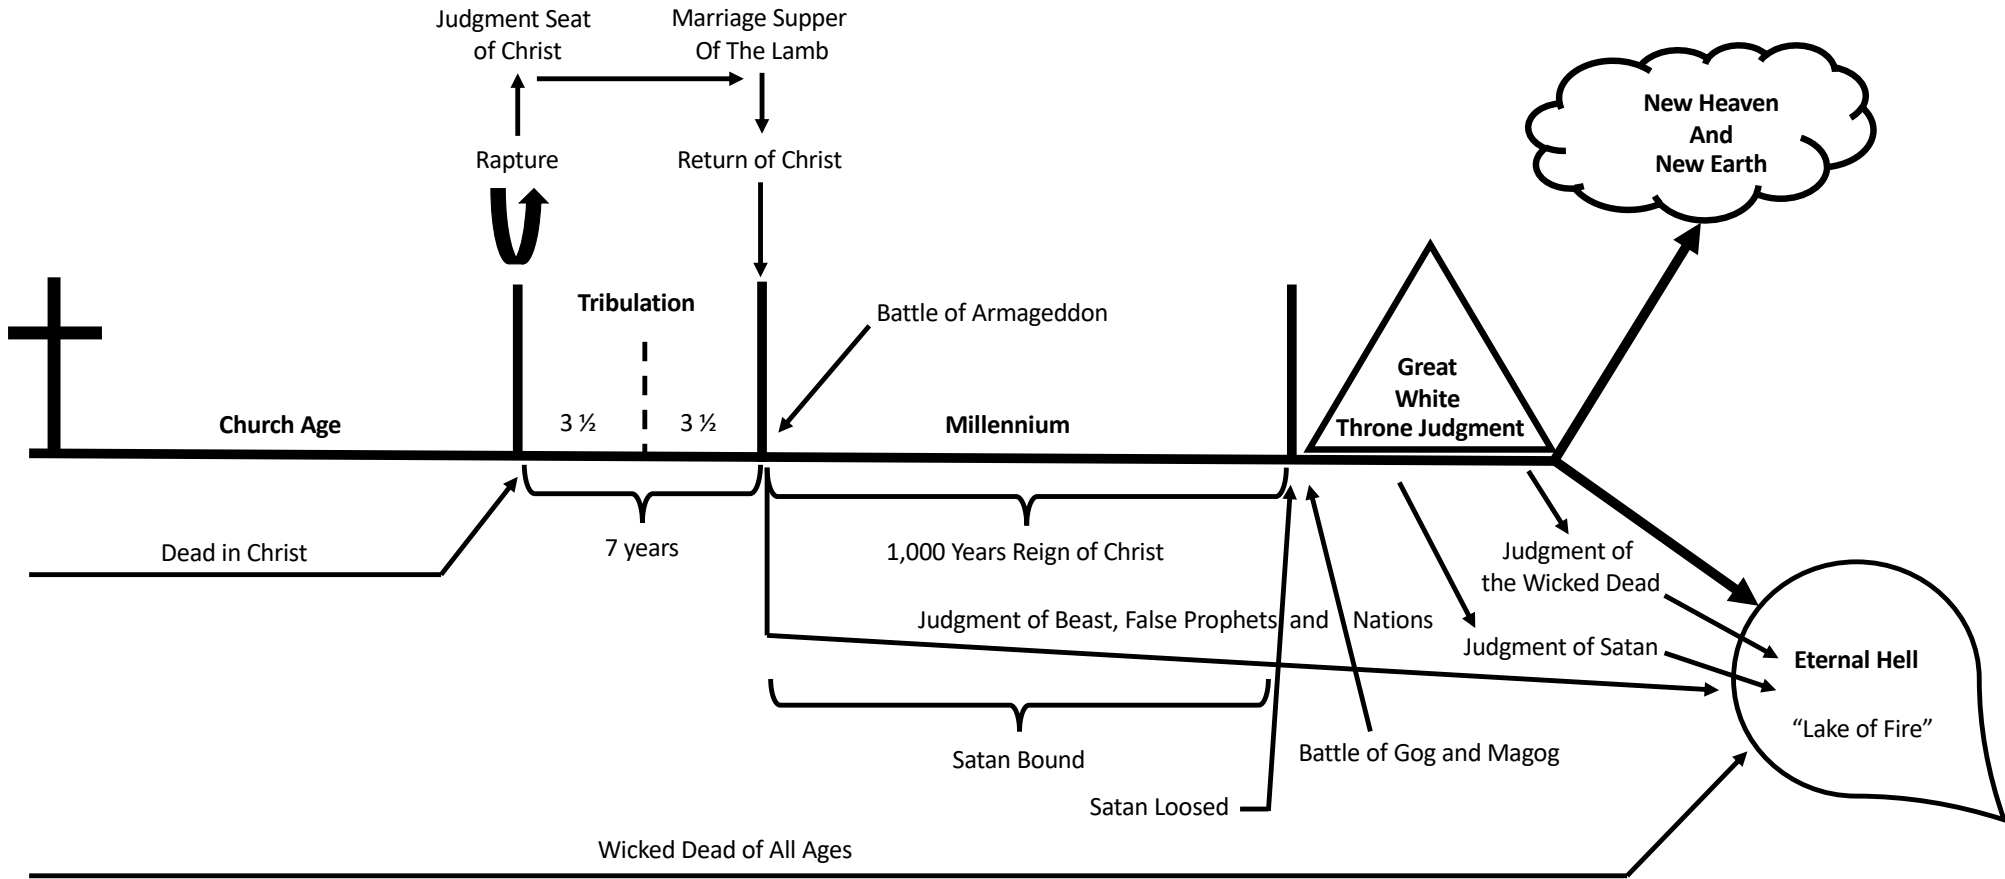 Judgment Seat
of Christ
Marriage Supper
Of The Lamb
Rapture
Return of Christ
New Heaven
And
New Earth
Tribulation
Battle of Armageddon
Great
White
Throne Judgment
Church Age
3 ½
3 ½
Millennium
Dead in Christ
7 years
1,000 Years Reign of Christ
Judgment of
the Wicked Dead
Judgment of Beast, False Prophets and Nations
Judgment of Satan
Eternal Hell
“Lake of Fire”
Satan Bound
Battle of Gog and Magog
Satan Loosed
Wicked Dead of All Ages